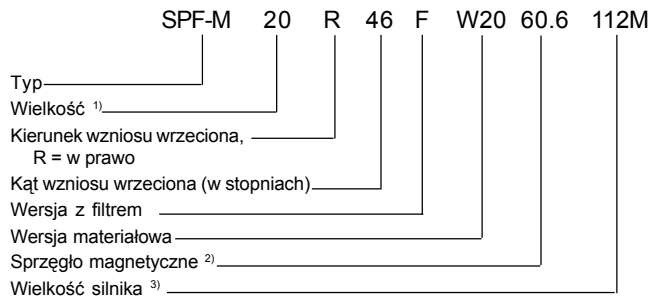 SPF-M 20 R 46 F W20 60.6 112M
Typ
Wielkość 1)
Kierunek wzniosu wrzeciona,
R = w prawo
Kąt wzniosu wrzeciona (w stopniach)
Wersja z filtrem
Wersja materiałowa
Sprzęgło magnetyczne 2)
Wielkość silnika 3)